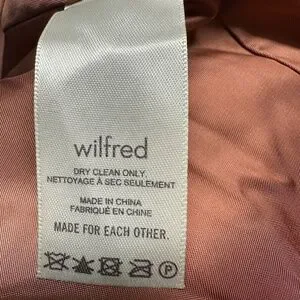 wilfred
DRY CLEAN ONLY.
NETTOYAGE À SEC SEULEMENT
MADE IN CHINA
FABRIQUÉ EN CHINE
MADE FOR EACH OTHER.
P